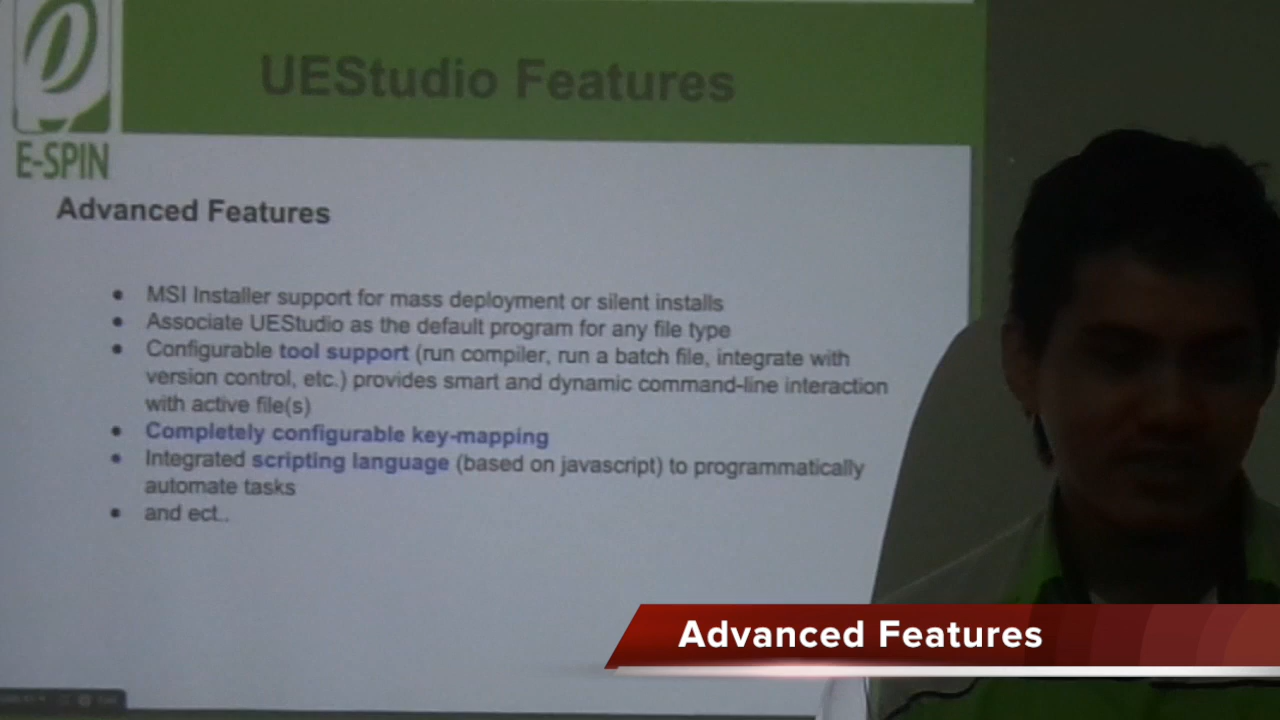 UEStudio Features
E-SPIN
Advanced Features
• MSI Installer support for mass deployment or silent installs
• Associate UEStudio as the default program for any file type
• Configurable tool support (run compiler, run a batch file, integrate with
version control, etc.) provides smart and dynamic command-line interaction
with active file(s)
• Completely configurable key-mapping
• Integrated scripting language (based on javascript) to programmatically
automate tasks
• and ect..
Advanced Features